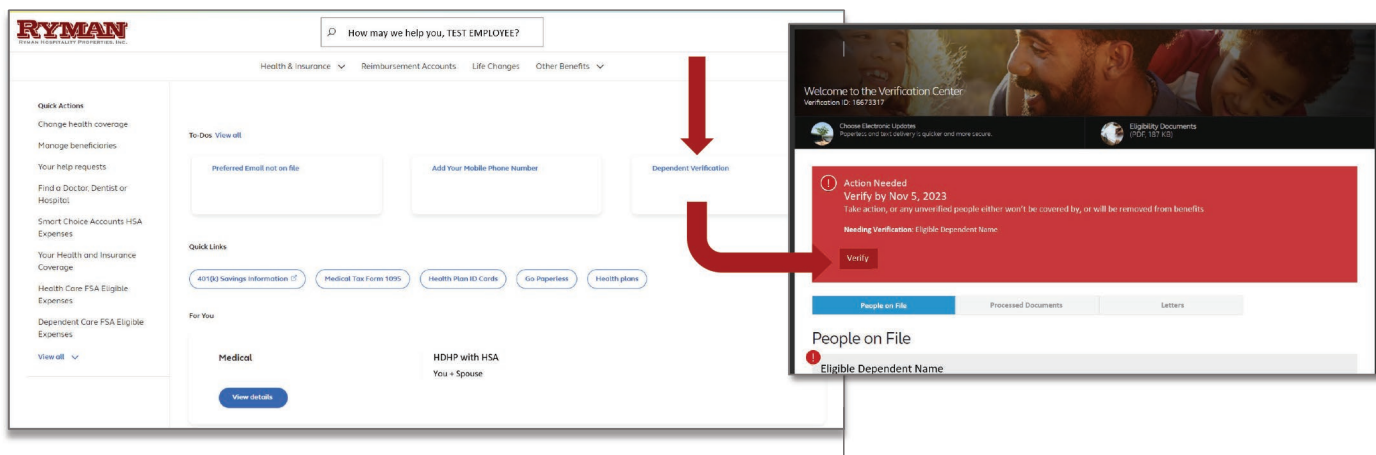 RYMAN
RYMAN HOSPITALITY PROPERTIES, INC.
How may we help you, TEST EMPLOYEE?
Health & Insurance
Reimbursement Accounts
Life Changes
Other Benefits
Quick Actions
Change health coverage
Manage beneficiaries
Your help requests
Find a Doctor, Dentist or
Hospital
Smart Choice Accounts HSA
Expenses
Your Health and Insurance
Coverage
Health Care FSA Eligible
Expenses
Dependent Care FSA Eligible
Expenses
View all
To-Dos View all
Preferred Email not on file
Add Your Mobile Phone Number
Dependent Verification
Quick Links
401(k) Savings Information
Medical Tax Form 1095
Health Plan ID Cards
Go Paperless
Health plans
For You
Medical
HDHP with HSA
You + Spouse
View details
Welcome to the Verification Center
Verification ID: 16673317
Choose Electronic Updates
Paperless and text delivery is quicker and more secure.
Eligibility Documents
(PDF, 187 KB)
Action Needed
Verify by Nov 5, 2023
Take action, or any unverified people either won't be covered by, or will be removed from benefits
Needing Verification: Eligible Dependent Name
Verify
People on File
Processed Documents
Letters
People on File
Eligible Dependent Name